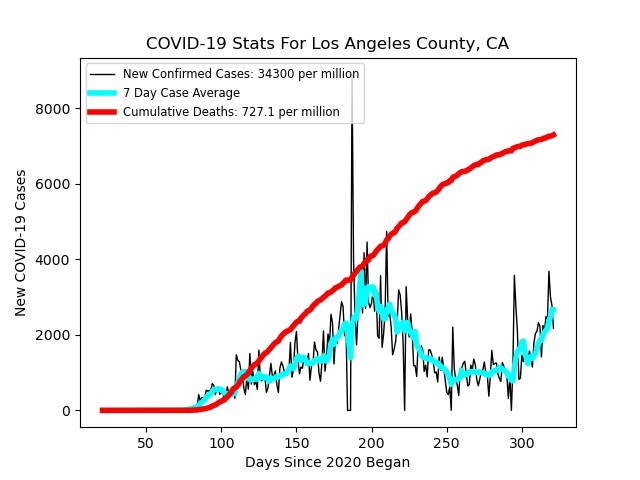 COVID-19 Stats For Los Angeles County, CA
New Confirmed Cases: 34300 per million
7 Day Case Average
Cumulative Deaths: 727.1 per million
8000
6000
4000
2000
0
New COVID-19 Cases
50 100 150 200 250 300
Days Since 2020 Began